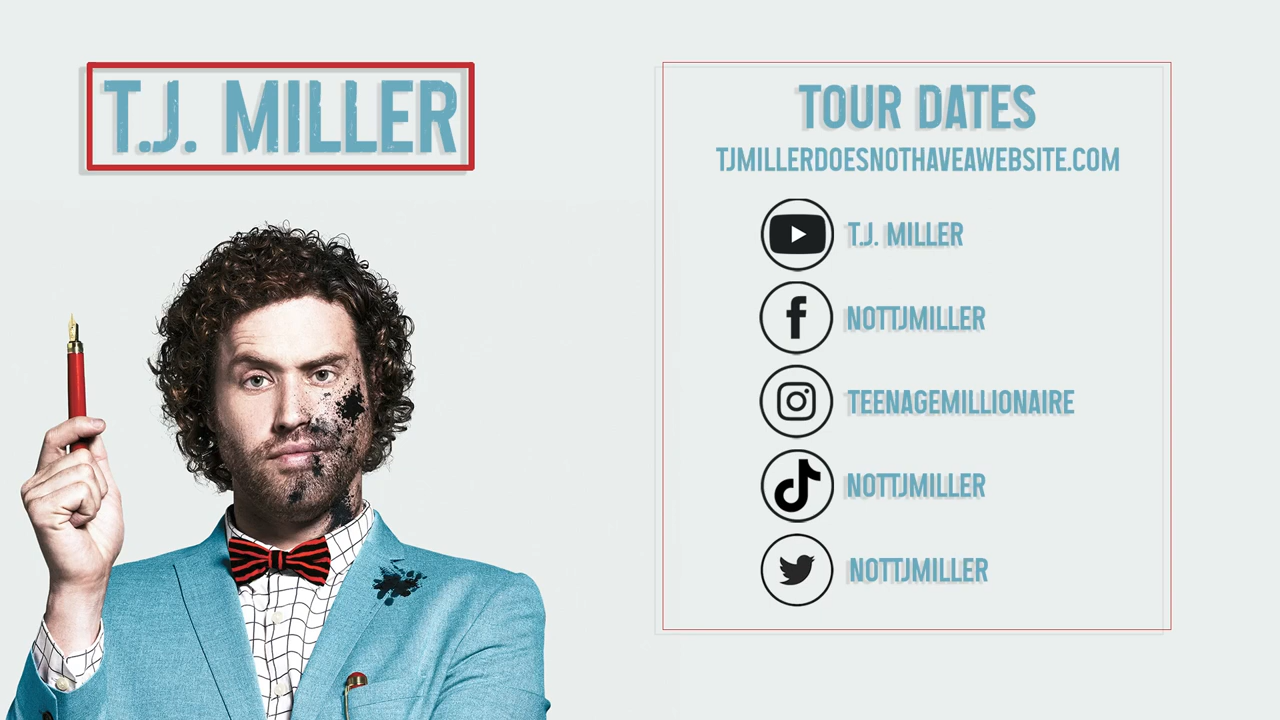 T.J. MILLER
TOUR DATES
TJMILLERDOESNOTHAVEAWEBSITE.COM
T.J. MILLER
NOTTJMILLER
TEENAGEMILLIONAIRE
NOTTJMILLER
NOTTJMILLER